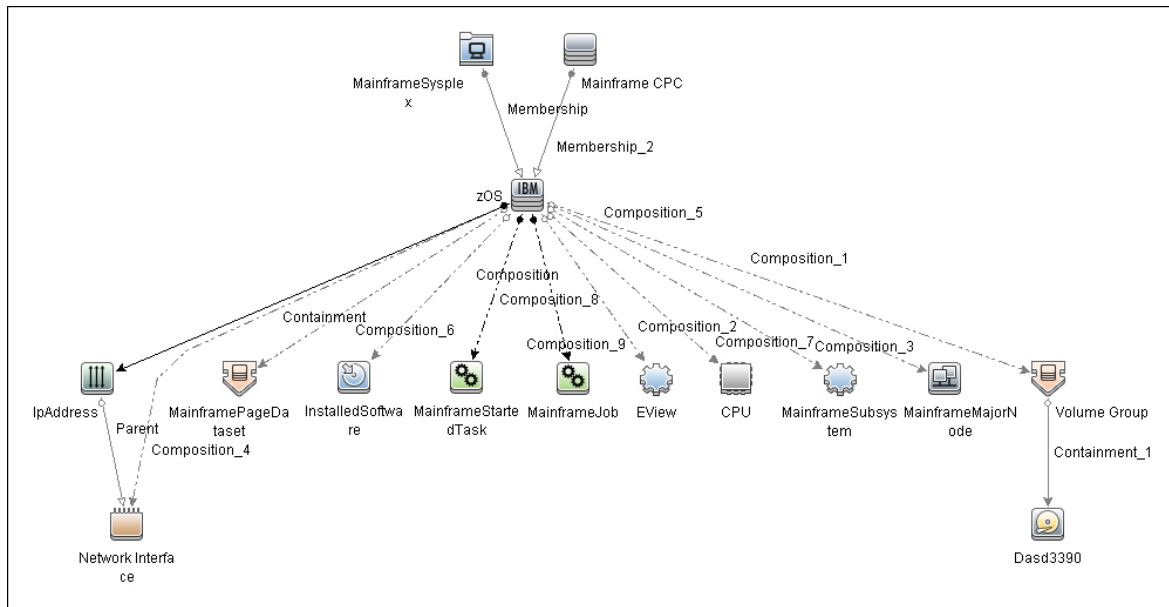 MainframeSysple
x
Mainframe CPC
Membership
Membership_2
IBM
zOS
Composition_5
Composition_1
Composition
Composition_8
Containment
Composition_6
Composition_2
Composition_9
Composition_7
Composition_3
IpAddress
MainframePageDa
taset
InstalledSoftwa
re
MainframeStarte
dTask
MainframeJob
EView
CPU
MainframeSubsys
tem
MainframeMajorN
ode
Volume Group
Parent
Composition_4
Containment_1
Network Interfa
ce
Dasd3390